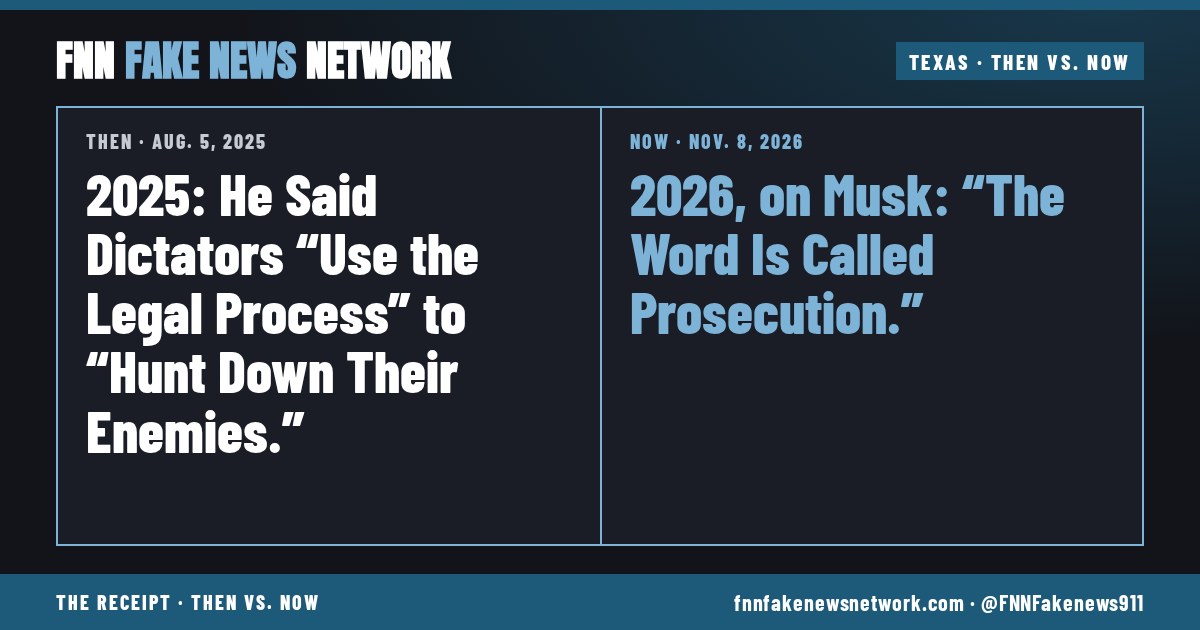 FNN FAKE NEWS NETWORK
TEXAS · THEN VS. NOW
THEN · AUG. 5, 2025
2025: He Said
Dictators “Use the
Legal Process” to
“Hunt Down Their
Enemies.”
NOW · NOV. 8, 2026
2026, on Musk: “The
Word Is Called
Prosecution.”
THE RECEIPT · THEN VS. NOW
fnnfakenewsnetwork.com · @FNNFakenews911